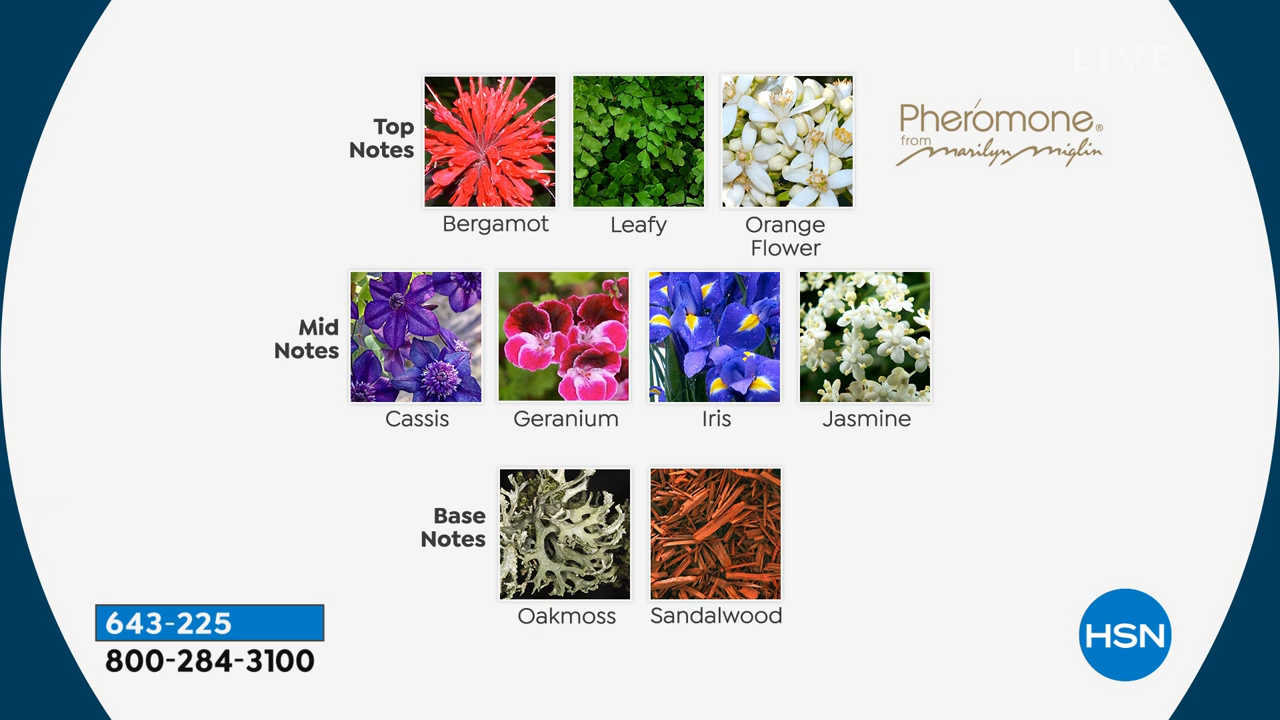 LIVE
Pheromone®
from marilyn miglin
Top
Notes
Bergamot
Leafy
Orange
Flower
Mid
Notes
Cassis
Geranium
Iris
Jasmine
Base
Notes
Oakmoss
Sandalwood
643-225
800-284-3100
HSN